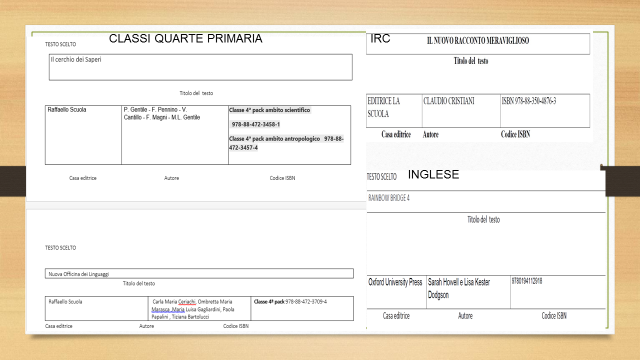 CLASSI QUARTE PRIMARIA
TESTO SCELTO
Il cerchio dei Saperi
Titolo del testo
Raffaello Scuola
P. Gentile - F. Pennino - V.
Cantillo - F. Magni - M.L. Gentile
Classe 4ª pack ambito scientifico
978-88-472-3458-1
Classe 4ª pack ambito antropologico 978-88-
472-3457-4
Casa editrice Autore Codice ISBN
TESTO SCELTO
Nuova Officina dei Linguaggi
Titolo del testo
Raffaello Scuola
Carla Maria Ceriachi, Ombretta Maria
Marassa ,Maria Luisa Gagliardini, Paola
Papalini , Tiziana Bartolucci
Classe 4ª pack 978-88-472-3709-4
Casa editrice Autore Codice ISBN
IRC
IL NUOVO RACCONTO MERAVIGLIOSO
Titolo del testo
EDITRICE LA
SCUOLA
CLAUDIO CRISTIANI
ISBN 978-88-350-4876-3
Casa editrice Autore Codice ISBN
TESTO SCELTO INGLESE
RAINBOW BRIDGE 4
Titolo del testo
Oxford University Press
Sarah Howell e Lisa Kester
Dodgson
9780194112918
Casa editrice Autore Codice ISBN